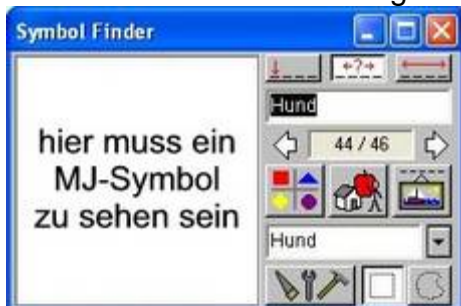 Symbol Finder
hier muss ein
MJ-Symbol
zu sehen sein
Hund
44 / 46
Hund